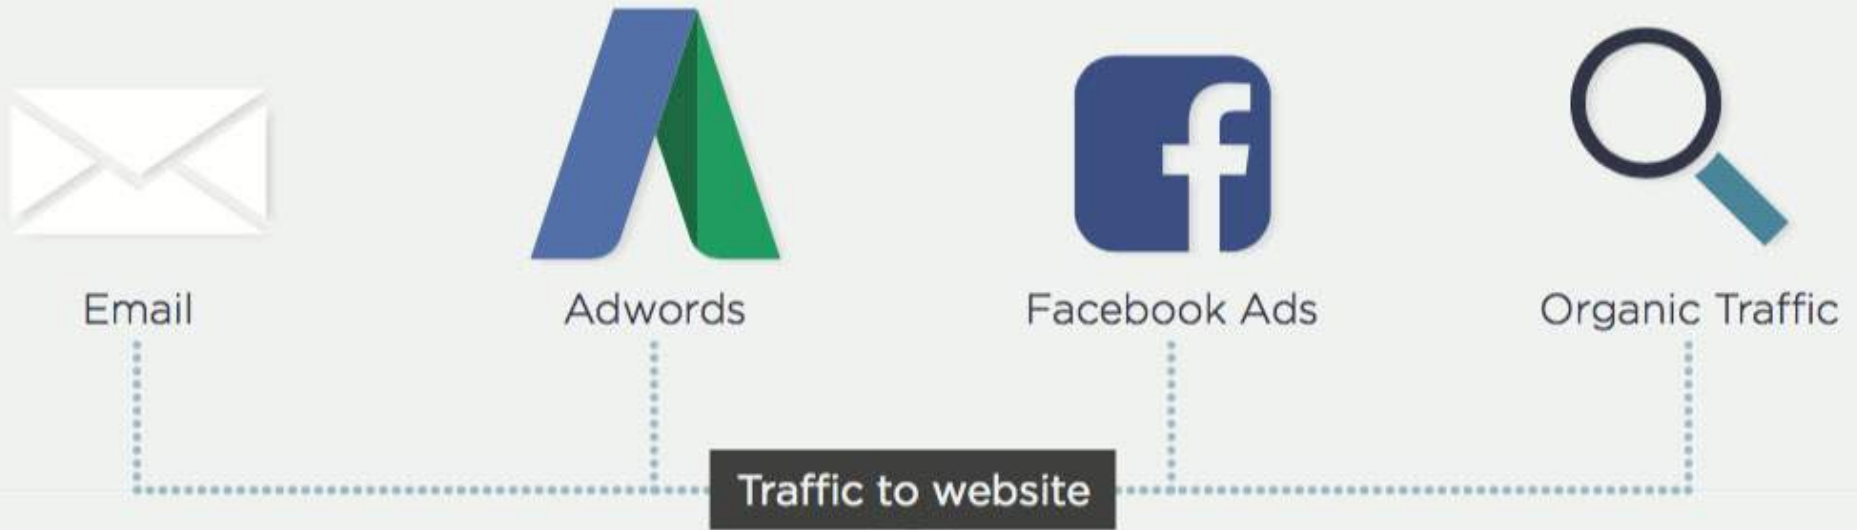 Email
Adwords
Facebook Ads
Organic Traffic
Traffic to website